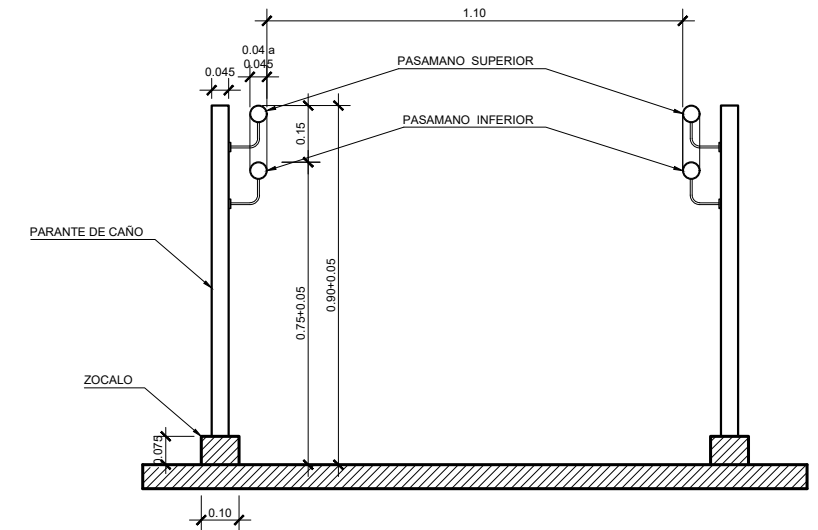 1.10
0.04 a
0.045
0.045
PASAMANO SUPERIOR
PASAMANO INFERIOR
0.15
PARANTE DE CAÑO
0.75+0.05
0.90+0.05
ZOCALO
0.075
0.10